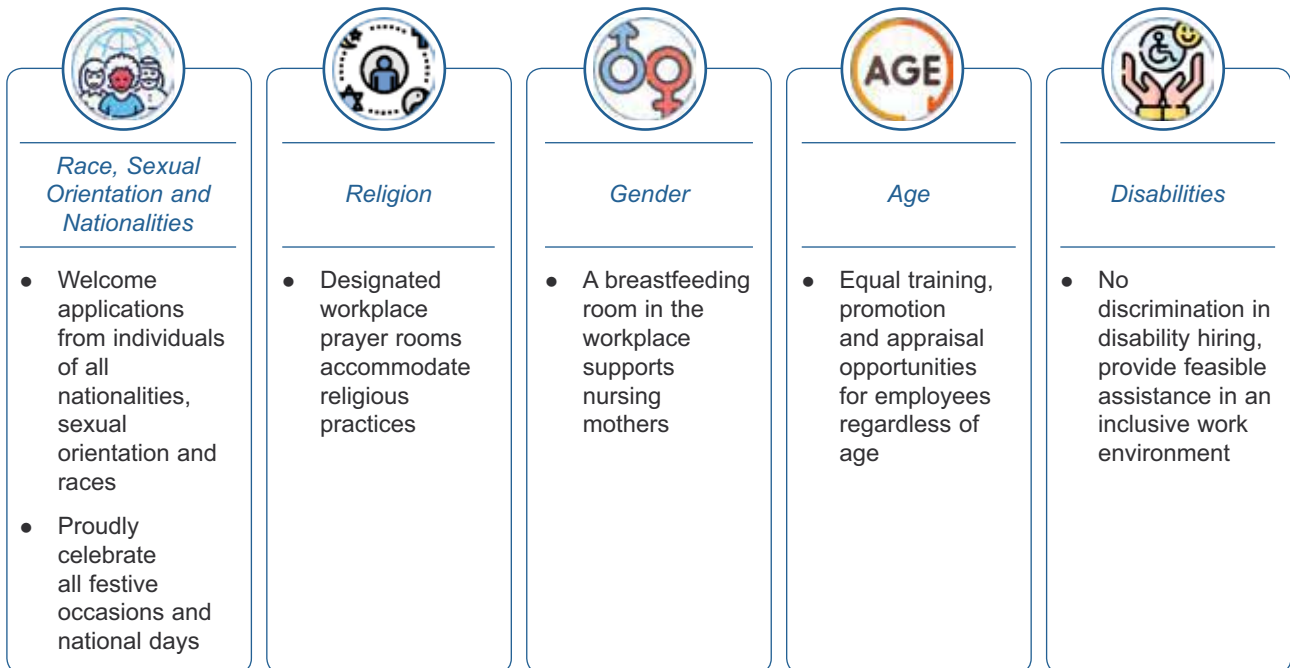 Race, Sexual
Orientation and
Nationalities
● Welcome
applications
from individuals
of all
nationalities,
sexual
orientation and
races
● Proudly
celebrate
all festive
occasions and
national days
Religion
● Designated
workplace
prayer rooms
accommodate
religious
practices
Gender
● A breastfeeding
room in the
workplace
supports
nursing
mothers
AGE
Age
● Equal training,
promotion
and appraisal
opportunities
for employees
regardless of
age
Disabilities
● No
discrimination in
disability hiring,
provide feasible
assistance in an
inclusive work
environment